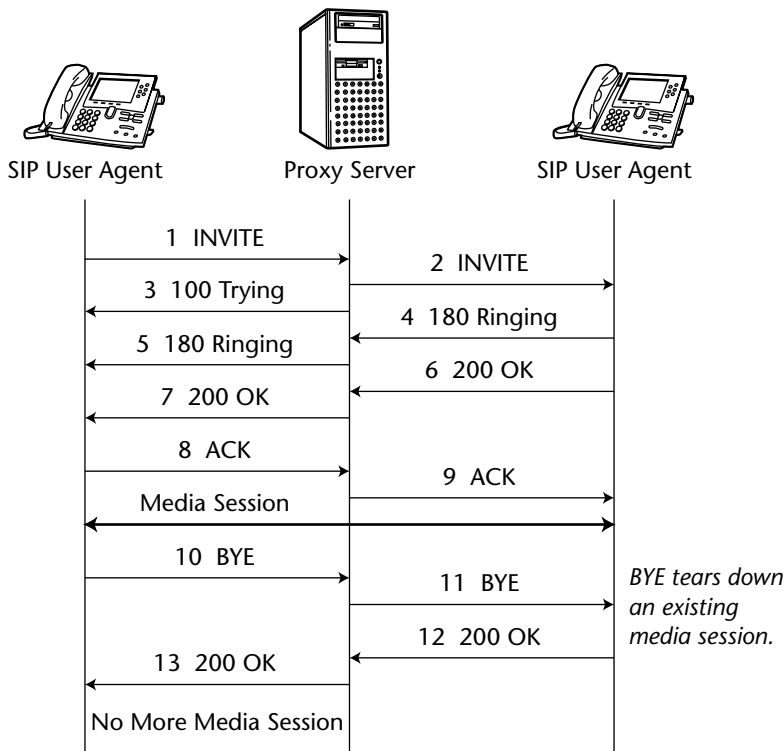 SIP User Agent
Proxy Server
SIP User Agent
1 INVITE
2 INVITE
3 100 Trying
4 180 Ringing
5 180 Ringing
6 200 OK
7 200 OK
8 ACK
9 ACK
Media Session
10 BYE
11 BYE
BYE tears down
an existing
media session.
12 200 OK
13 200 OK
No More Media Session